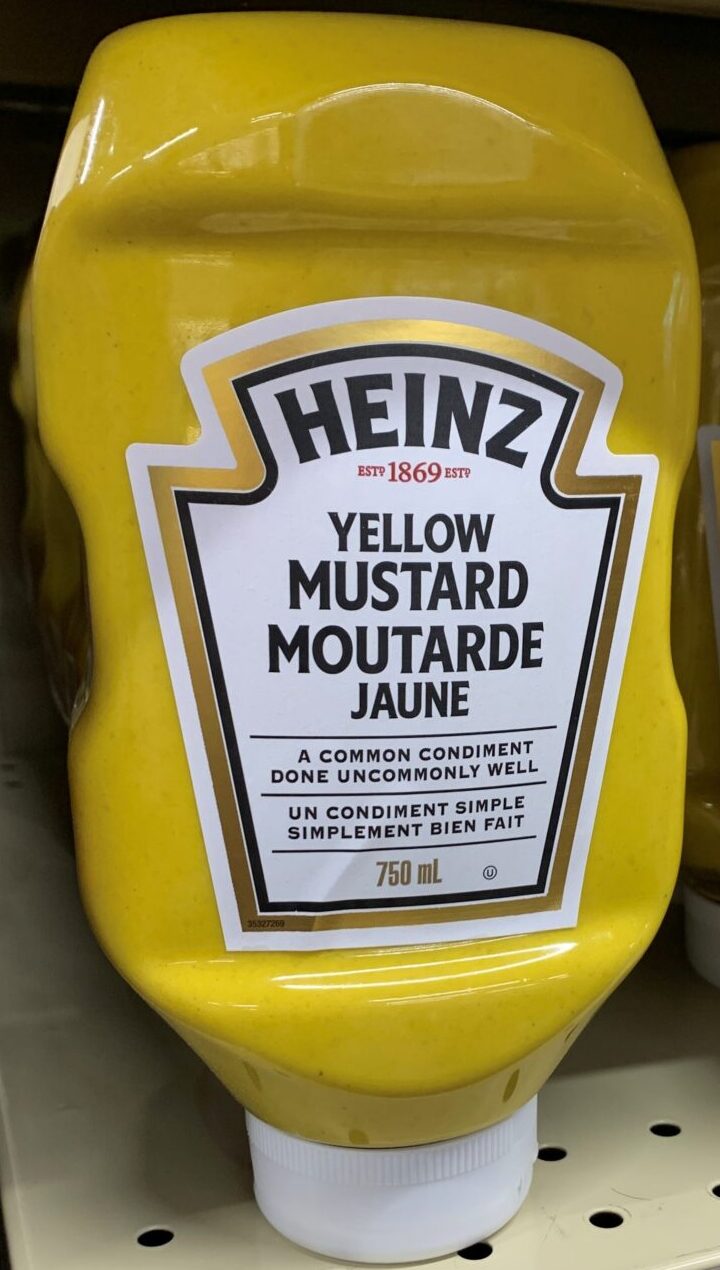 HEINZ
ESTD 1869 ESTD
YELLOW
MUSTARD
MOUTARDE
JAUNE
A COMMON CONDIMENT
DONE UNCOMMONLY WELL
UN CONDIMENT SIMPLE
SIMPLEMENT BIEN FAIT
750 mL U
35327269